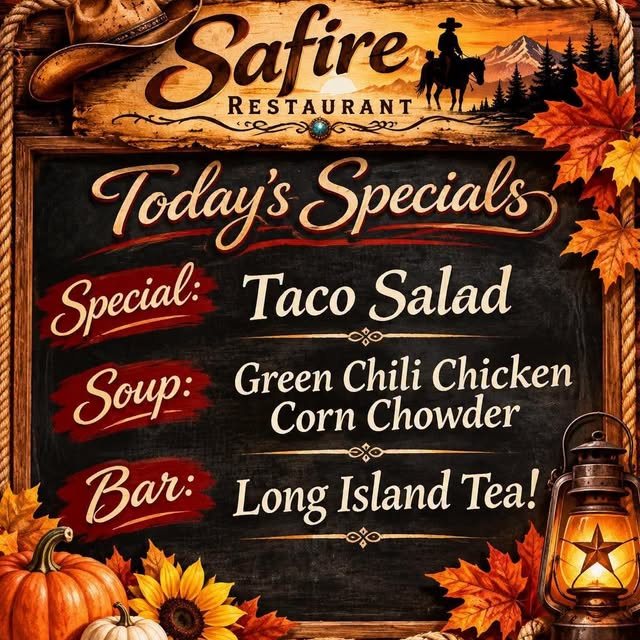 Safire
RESTAURANT
Today's Specials
Special: Taco Salad
Soup: Green Chili Chicken
Corn Chowder
Bar: Long Island Tea!